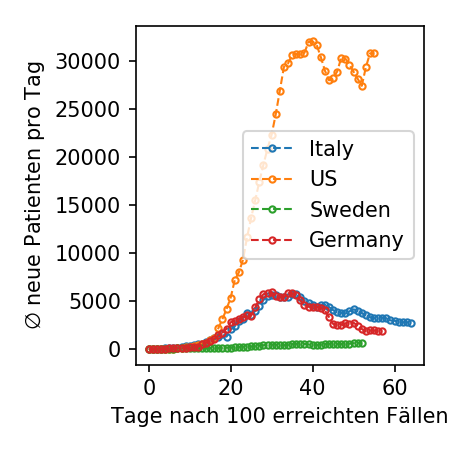 ∅ neue Patienten pro Tag
30000
25000
20000
15000
10000
5000
0
Italy
US
Sweden
Germany
0 20 40 60
Tage nach 100 erreichten Fällen